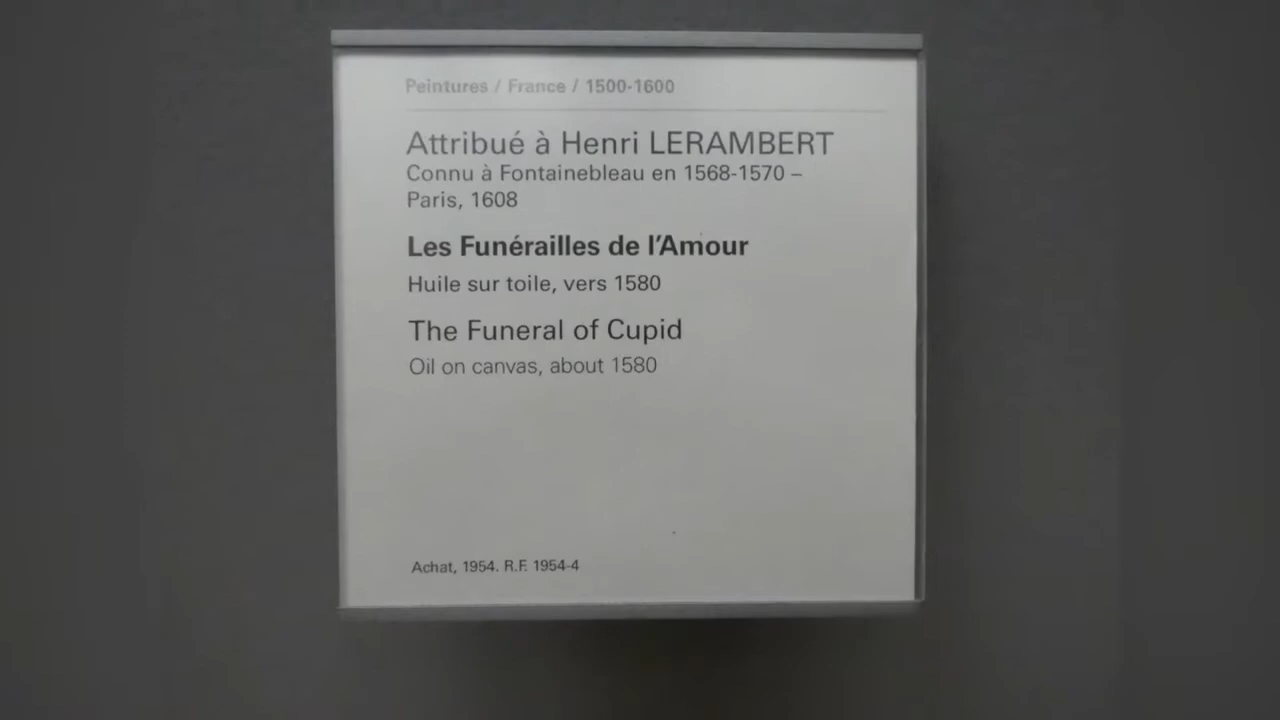 Peintures / France / 1500-1600
Attribué à Henri LERAMBERT
Connu à Fontainebleau en 1568-1570 –
Paris, 1608
Les Funérailles de l'Amour
Huile sur toile, vers 1580
The Funeral of Cupid
Oil on canvas, about 1580
Achat, 1954. R.F. 1954-4